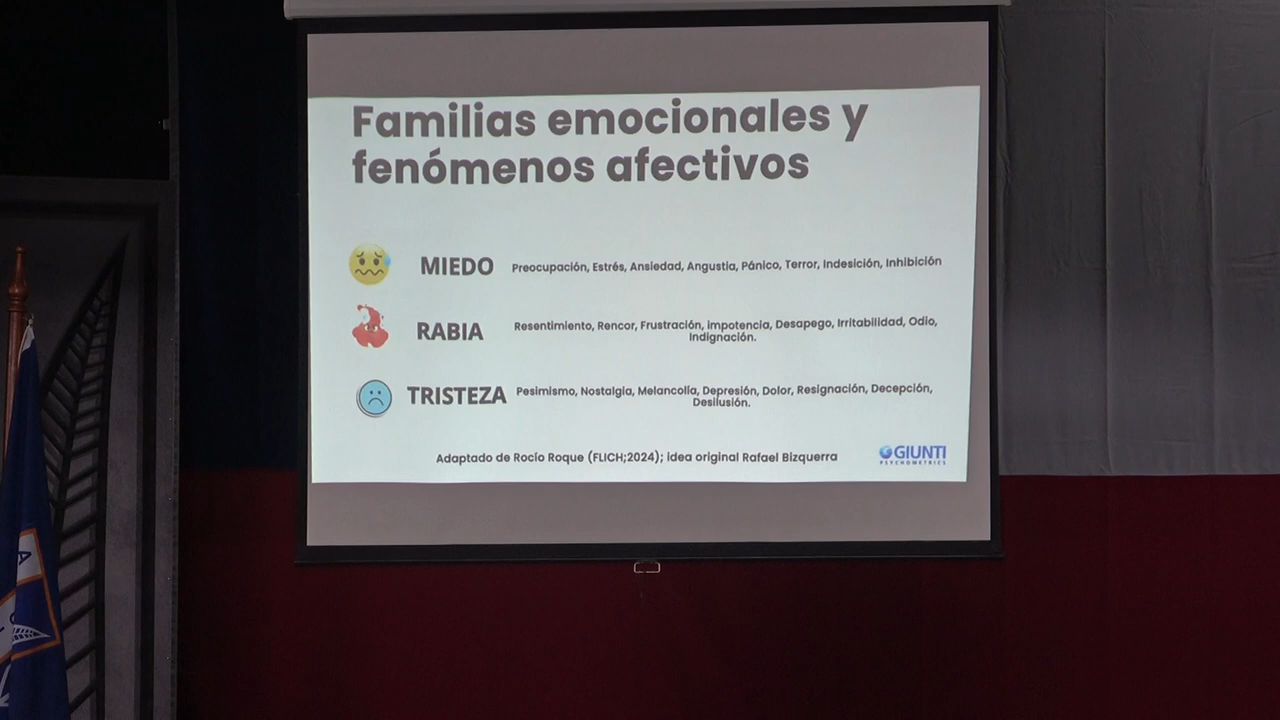 Familias emocionales y
fenómenos afectivos
MIEDO
Preocupación, Estrés, Ansiedad, Angustia, Pánico, Terror, Indesición, Inhibición
RABIA
Resentimiento, Rencor, Frustración, Impotencia, Desapego, Irritabilidad, Odio,
Indignación.
TRISTEZA
Pesimismo, Nostalgia, Melancolía, Depresión, Dolor, Resignación, Decepción,
Desilusión.
Adaptado de Rocío Roque (FLICH;2024); idea original Rafael Bizquerra
GIUNTI
PSYCHOMETRICS